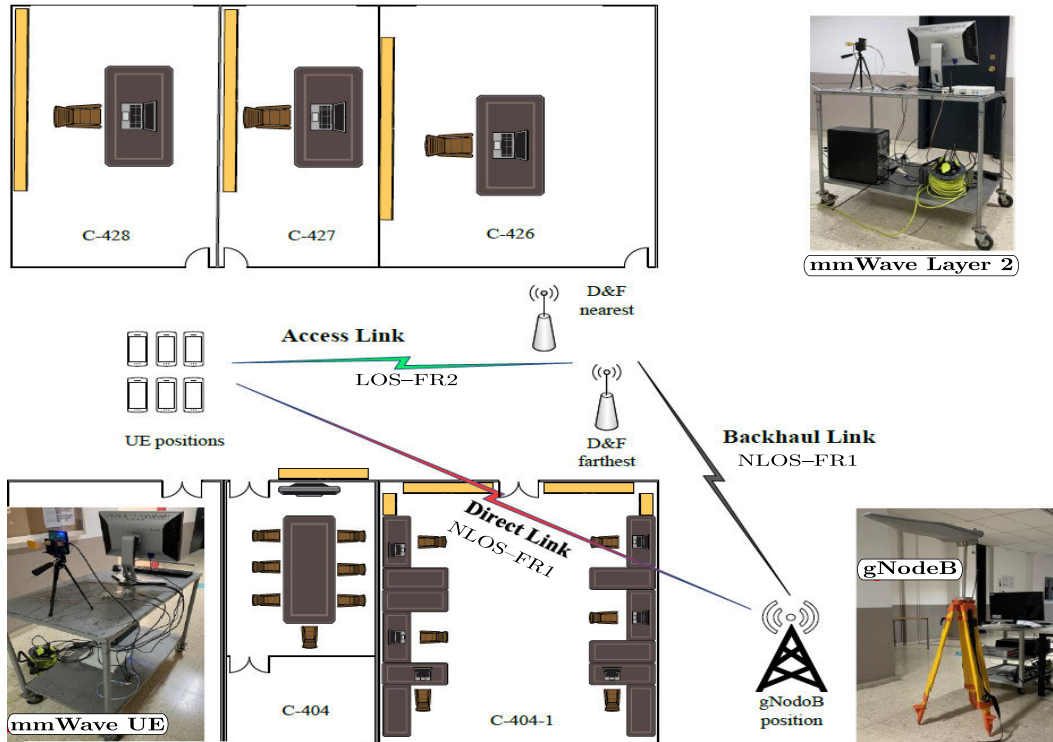 C-428
C-427
C-426
mmWave Layer 2
D&F
nearest
Access Link
LOS–FR2
UE positions
D&F
farthest
Backhaul Link
NLOS–FR1
Direct Link
NLOS–FR1
gNodeB
mmWave UE
C-404
C-404-1
gNodoB
position